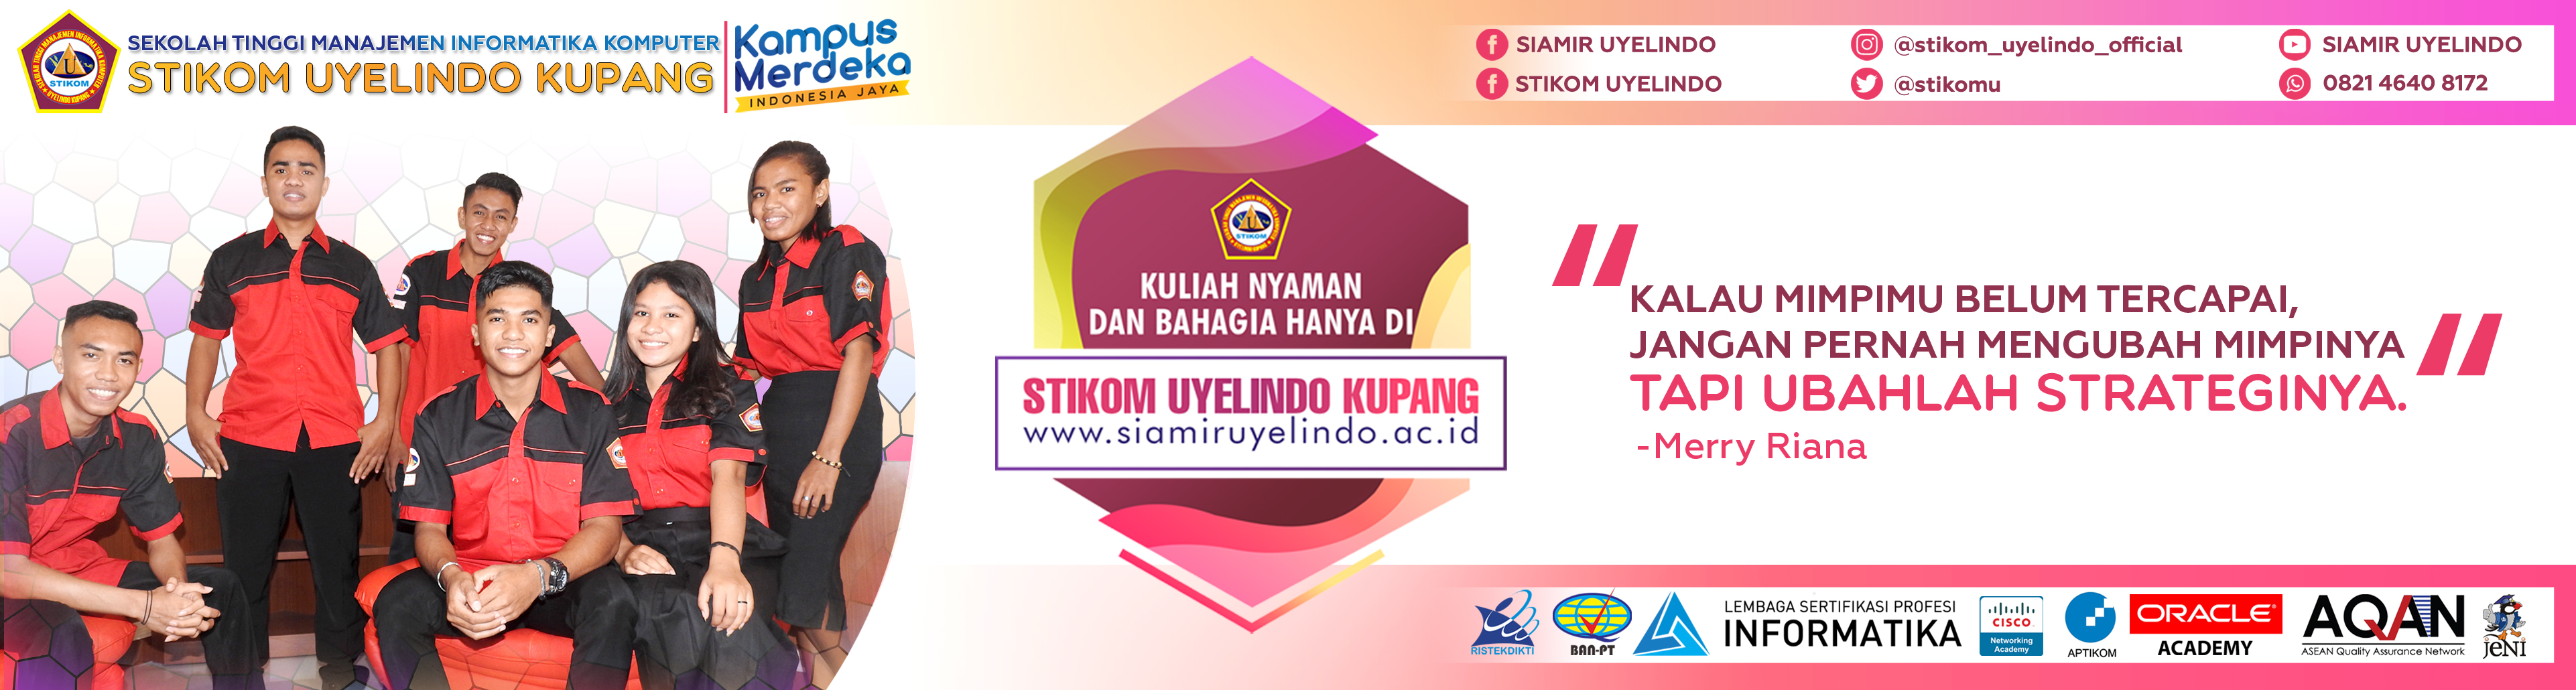 SEKOLAH TINGGI MANAJEMEN INFORMATIKA KOMPUTER
STIKOM UYELINDO KUPANG
Kampus
Merdeka
INDONESIA JAYA
SIAMIR UYELINDO
STIKOM UYELINDO
@stikom_uyelindo_official
@stikomu
SIAMIR UYELINDO
0821 4640 8172
STIKOM
KULIAH NYAMAN
DAN BAHAGIA HANYA DI
STIKOM UYELINDO KUPANG
www.siamiruyelindo.ac.id
“KALAU MIMPIMU BELUM TERCAPAI,
JANGAN PERNAH MENGUBAH MIMPINYA
TAPI UBAHLAH STRATEGINYA.“
-Merry Riana
RISTEKDIKTI
BAN-PT
LEMBAGA SERTIFIKASI PROFESI
INFORMATIKA
CISCO
Networking
Academy
APTIKOM
ORACLE
ACADEMY
AQAN
ASEAN Quality Assurance Network
JENI